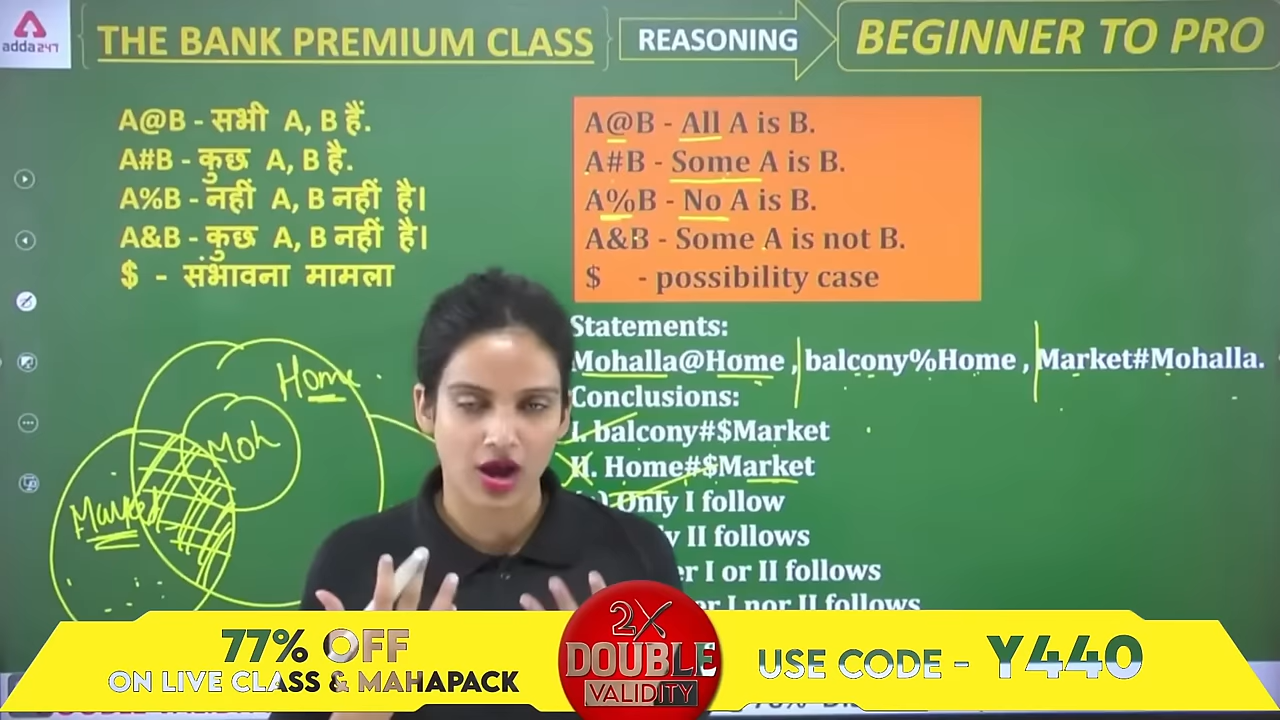 adda247
THE BANK PREMIUM CLASS
REASONING
BEGINNER TO PRO
A@B - सभी A, B हैं.
A#B - कुछ A, B है.
A%B - नहीं A, B नहीं है।
A&B - कुछ A, B नहीं है।
$ - संभावना मामला
A@B - All A is B.
A#B - Some A is B.
A%B - No A is B.
A&B - Some A is not B.
$ - possibility case
Statements:
Mohalla@Home , balcony%Home , Market#Mohalla.
Conclusions:
I. balcony#$Market
II. Home#$Market
Only I follow
II follows
I or II follows
I nor II follows
Home
Moh
Market
77% OFF
ON LIVE CLASS & MAHAPACK
2X
DOUBLE
VALIDITY
USE CODE - Y440